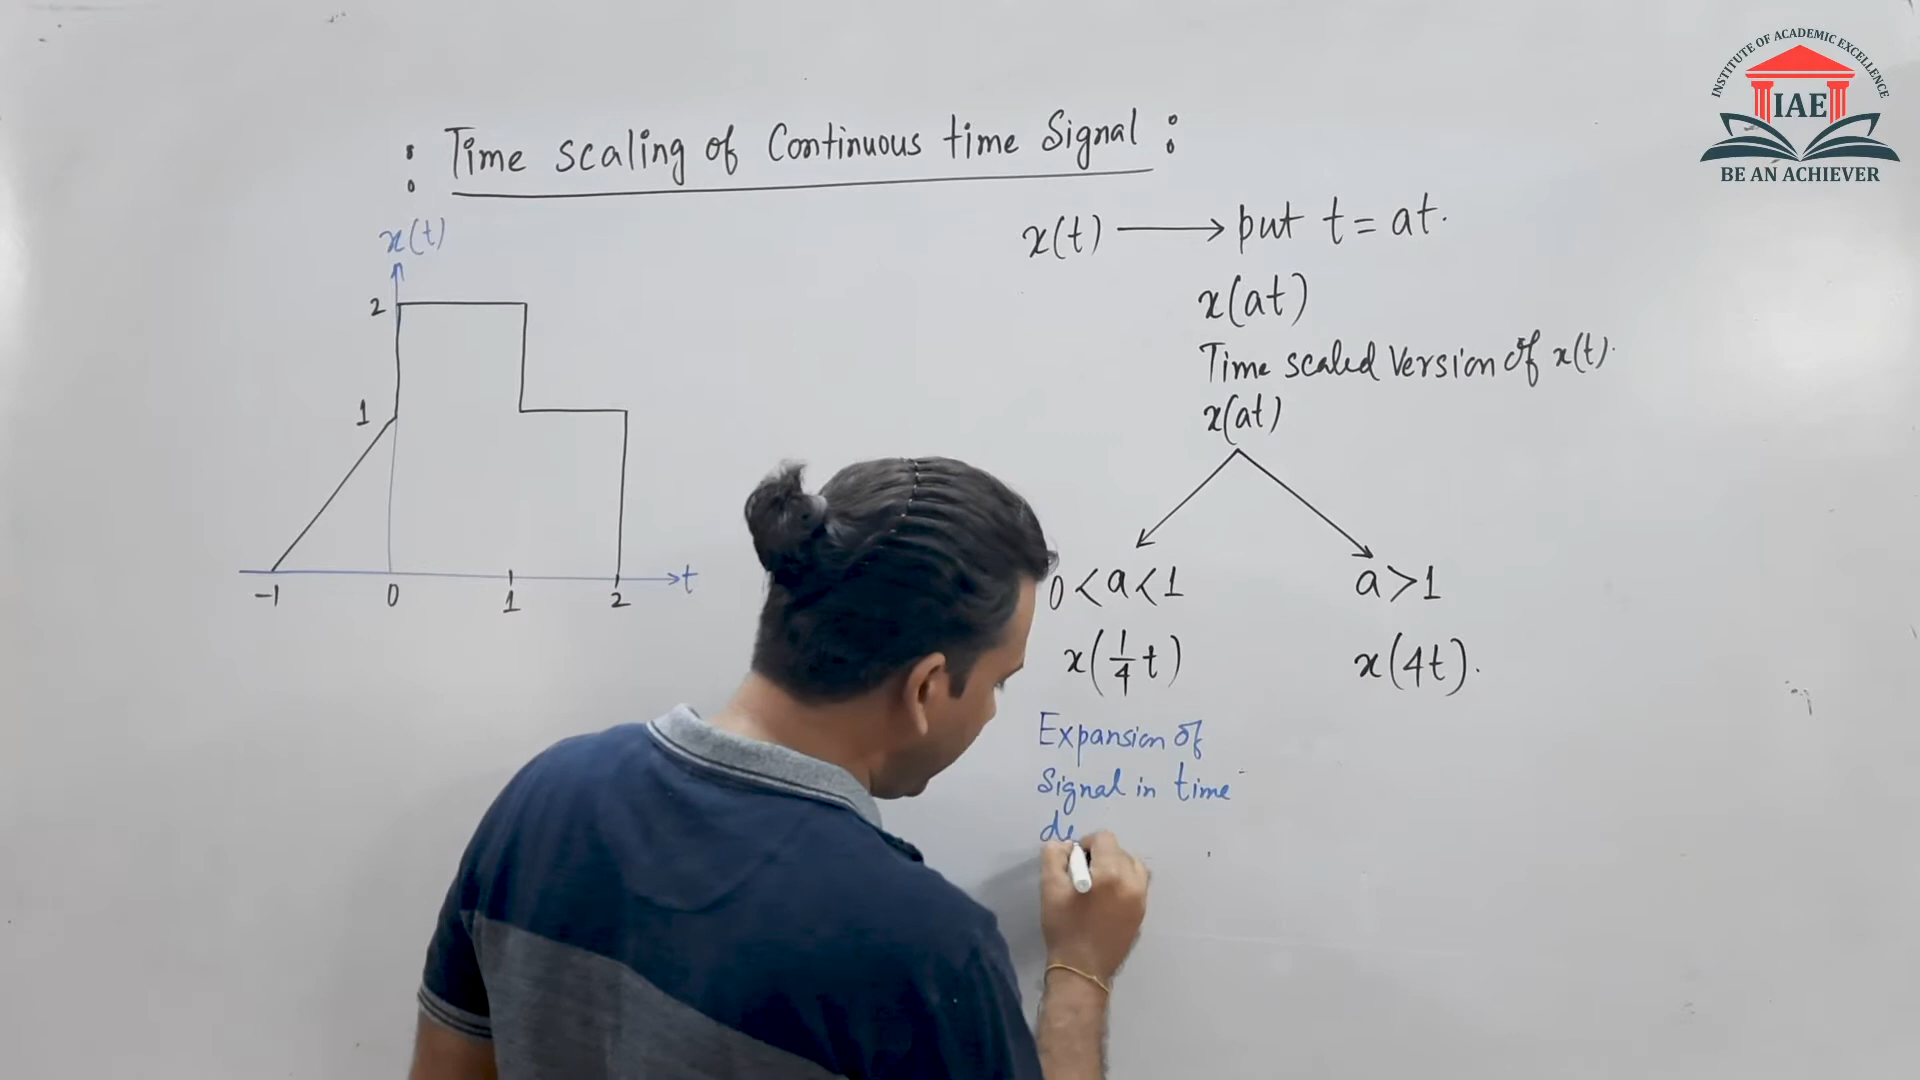 INSTITUTE OF ACADEMIC EXCELLENCE
IAE
BE AN ACHIEVER
: Time scaling of Continuous time Signal :
x(t)
2
1
-1 0 1 2 t
x(t) → put t = at.
x(at)
Time scaled Version of x(t).
x(at)
0 < a < 1 a > 1
x(1/4 t) x(4t).
Expansion of
Signal in time
de